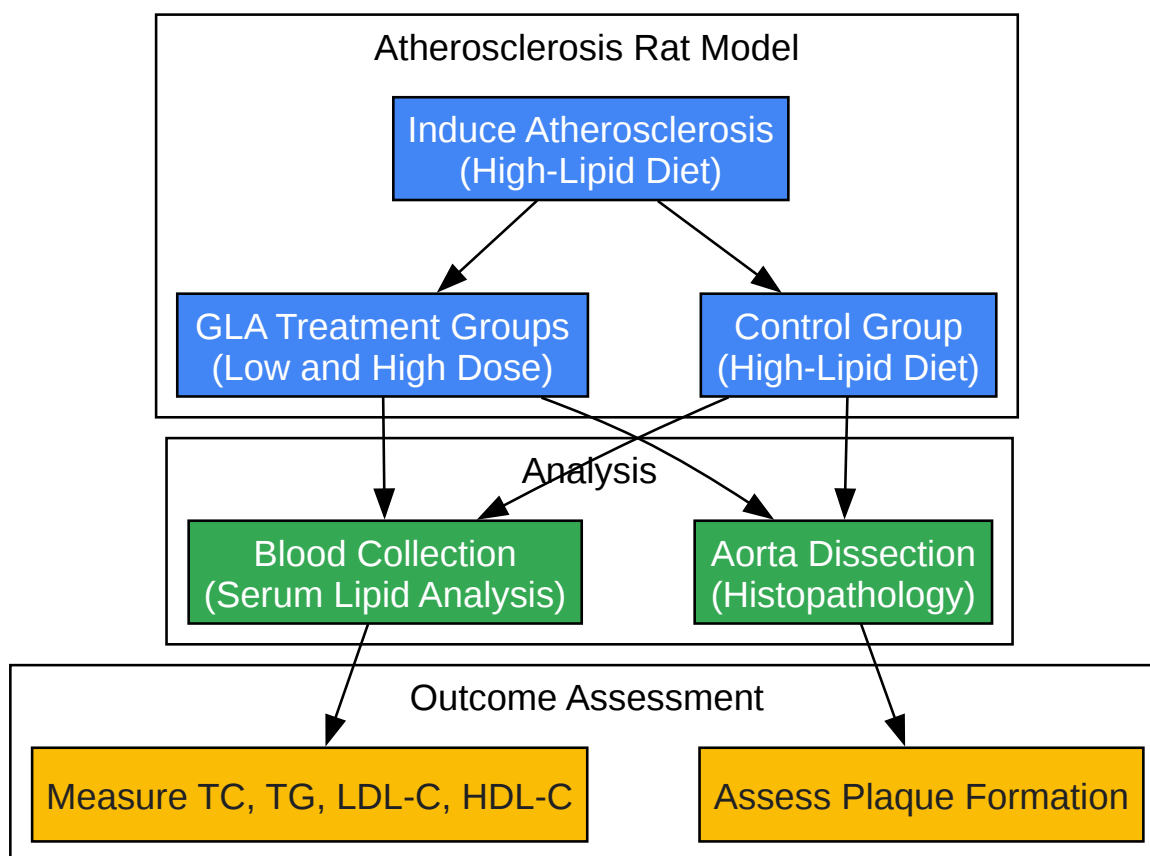 Atherosclerosis Rat Model
Induce Atherosclerosis
(High-Lipid Diet)
GLA Treatment Groups
(Low and High Dose)
Control Group
(High-Lipid Diet)
Analysis
Blood Collection
(Serum Lipid Analysis)
Aorta Dissection
(Histopathology)
Outcome Assessment
Measure TC, TG, LDL-C, HDL-C
Assess Plaque Formation